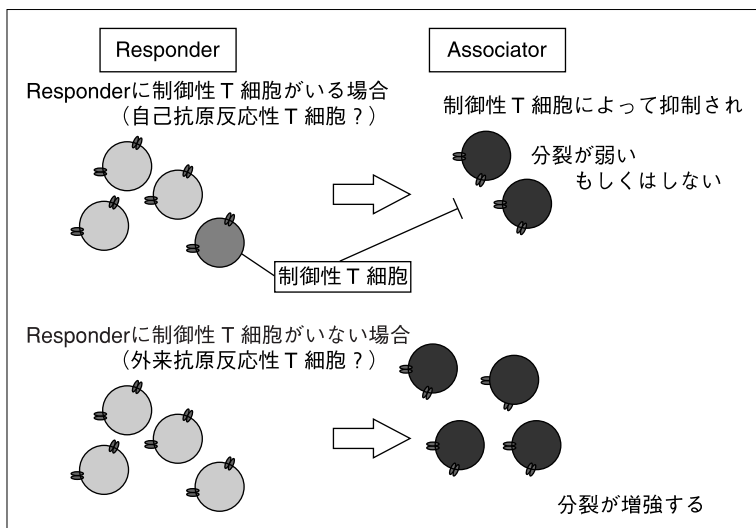 Responder
Associator
Responderに制御性T細胞がいる場合
（自己抗原反応性T細胞？）
制御性T細胞によって抑制され
分裂が弱い
もしくはしない
制御性T細胞
Responderに制御性T細胞がいない場合
（外来抗原反応性T細胞？）
分裂が増強する